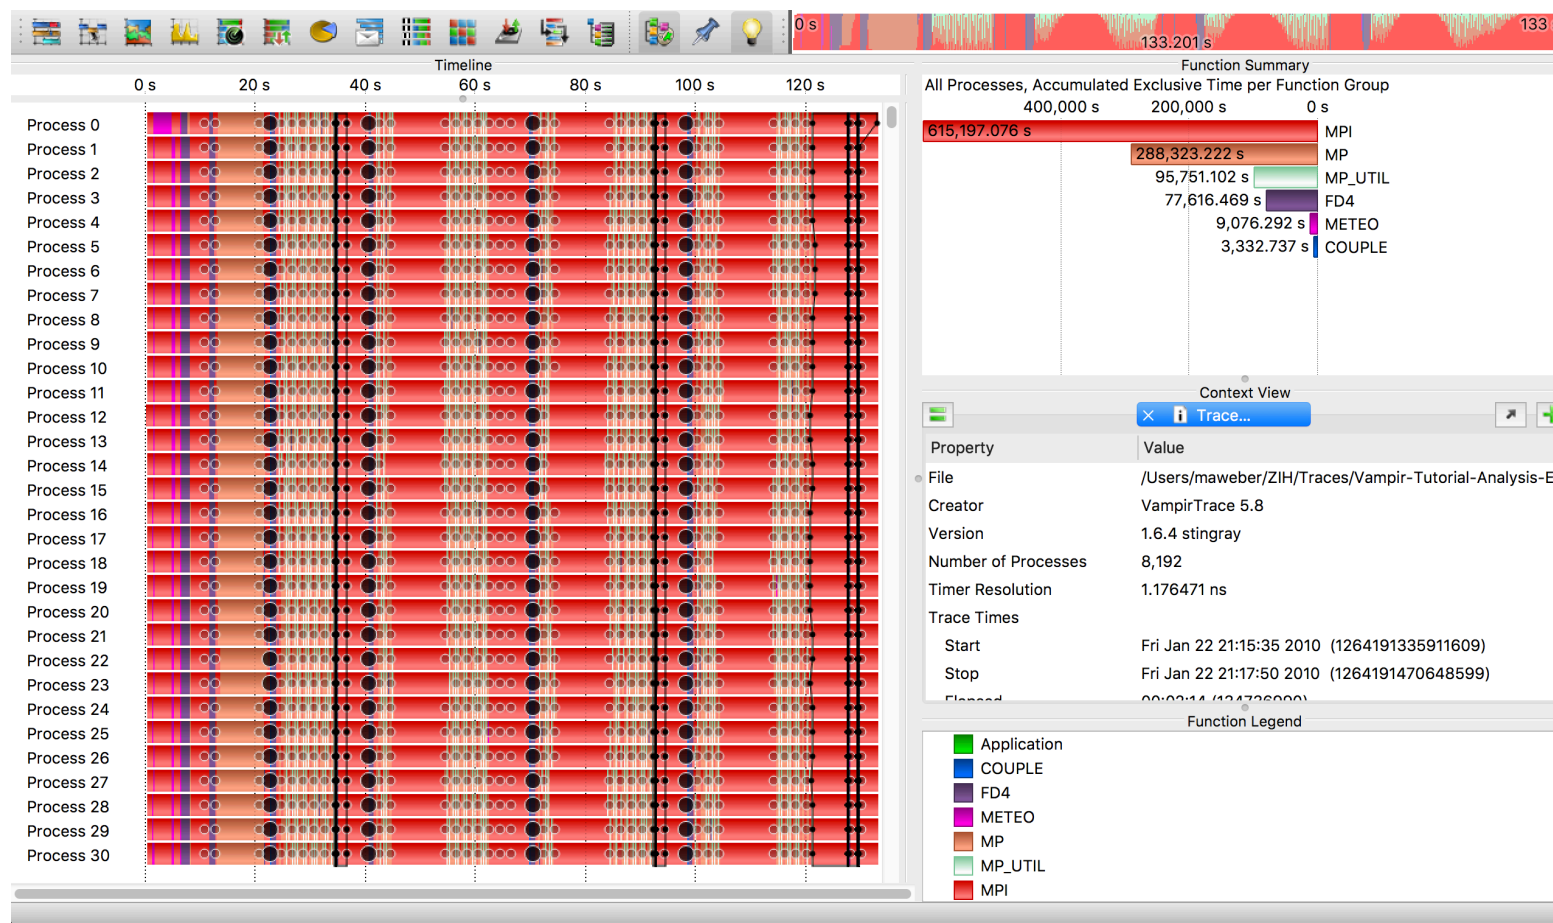 0 s
133
133.201 s
Timeline
0 s 20 s 40 s 60 s 80 s 100 s 120 s
Process 0
Process 1
Process 2
Process 3
Process 4
Process 5
Process 6
Process 7
Process 8
Process 9
Process 10
Process 11
Process 12
Process 13
Process 14
Process 15
Process 16
Process 17
Process 18
Process 19
Process 20
Process 21
Process 22
Process 23
Process 24
Process 25
Process 26
Process 27
Process 28
Process 29
Process 30
Function Summary
All Processes, Accumulated Exclusive Time per Function Group
400,000 s 200,000 s 0 s
615,197.076 s MPI
288,323.222 s MP
95,751.102 s MP_UTIL
77,616.469 s FD4
9,076.292 s METEO
3,332.737 s COUPLE
Context View
Trace...
Property Value
File /Users/maweber/ZIH/Traces/Vampir-Tutorial-Analysis-E
Creator VampirTrace 5.8
Version 1.6.4 stingray
Number of Processes 8,192
Timer Resolution 1.176471 ns
Trace Times
Start Fri Jan 22 21:15:35 2010 (1264191335911609)
Stop Fri Jan 22 21:17:50 2010 (1264191470648599)
Elapsed
Function Legend
Application
COUPLE
FD4
METEO
MP
MP_UTIL
MPI